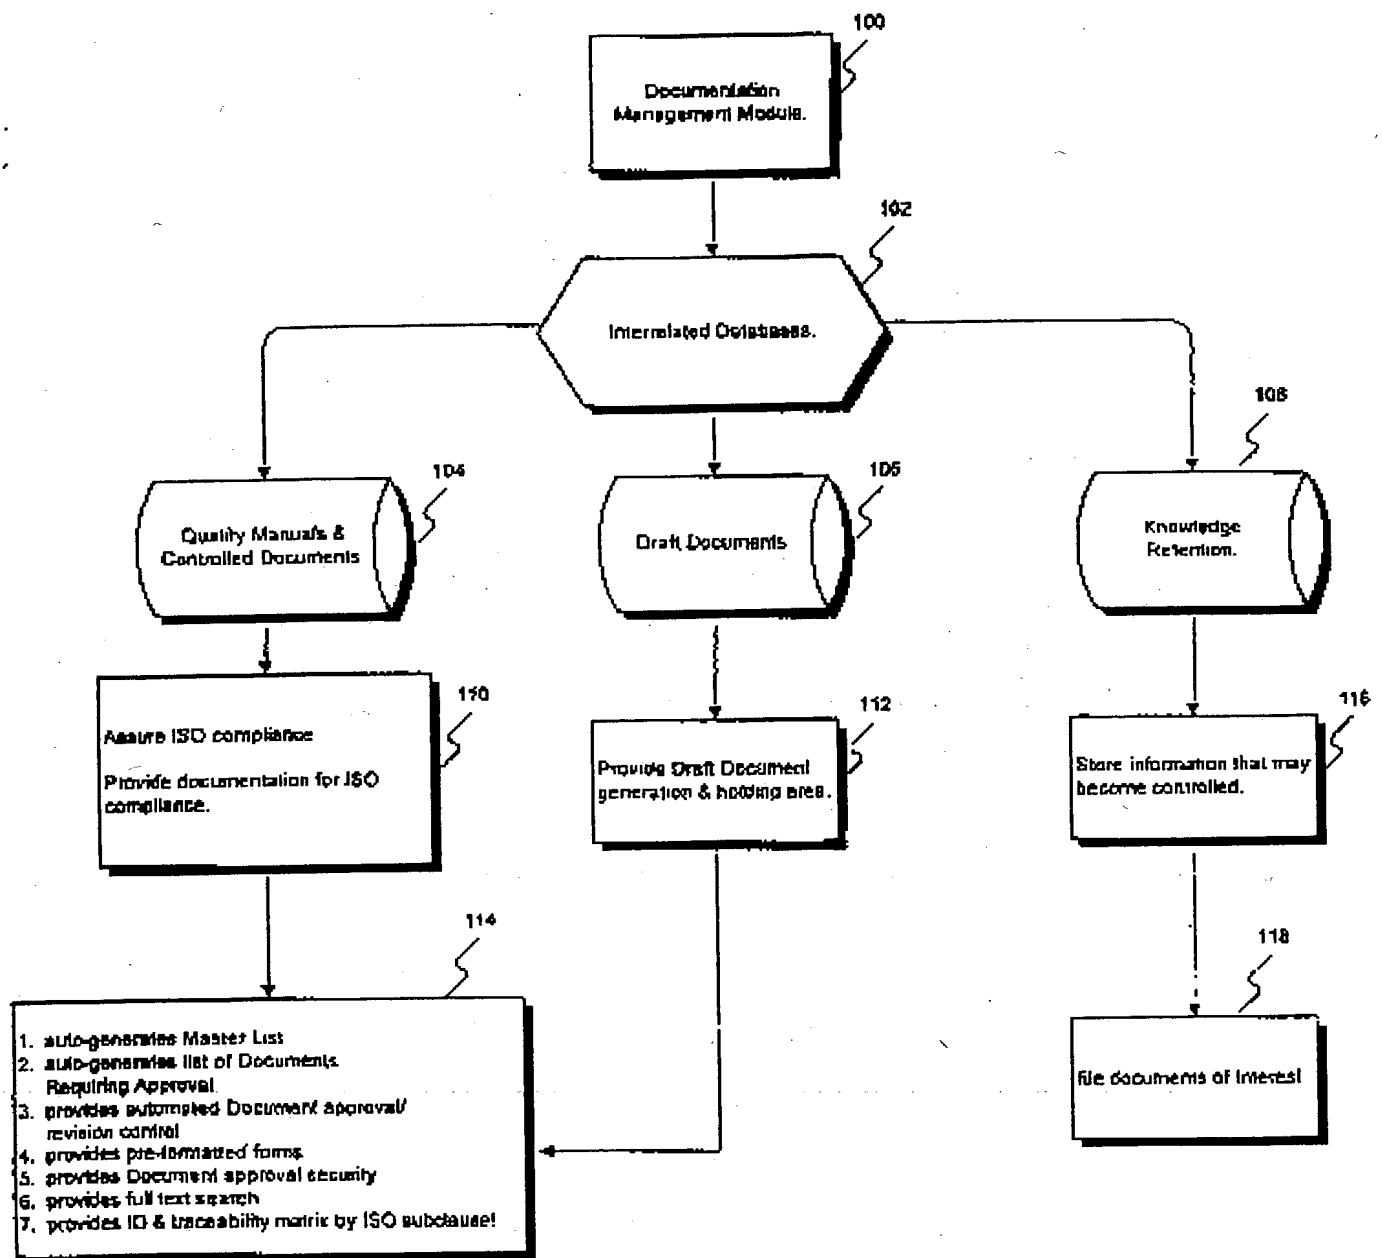 100
Documentation
Management Module.
102
Interrelated Databases.
104
Quality Manuals &
Controlled Documents
106
Draft Documents
108
Knowledge
Retention.
110
Assure ISO compliance
Provide documentation for ISO
compliance.
112
Provide Draft Document
generation & holding area.
116
Store information that may
become controlled.
114
1. auto-generates Master List
2. auto-generates list of Documents
Requiring Approval
3. provides automated Document approval/
revision control
4. provides pre-formatted forms
5. provides Document approval security
6. provides full text search
7. provides ID & traceability matrix by ISO subclause!
118
file documents of interest